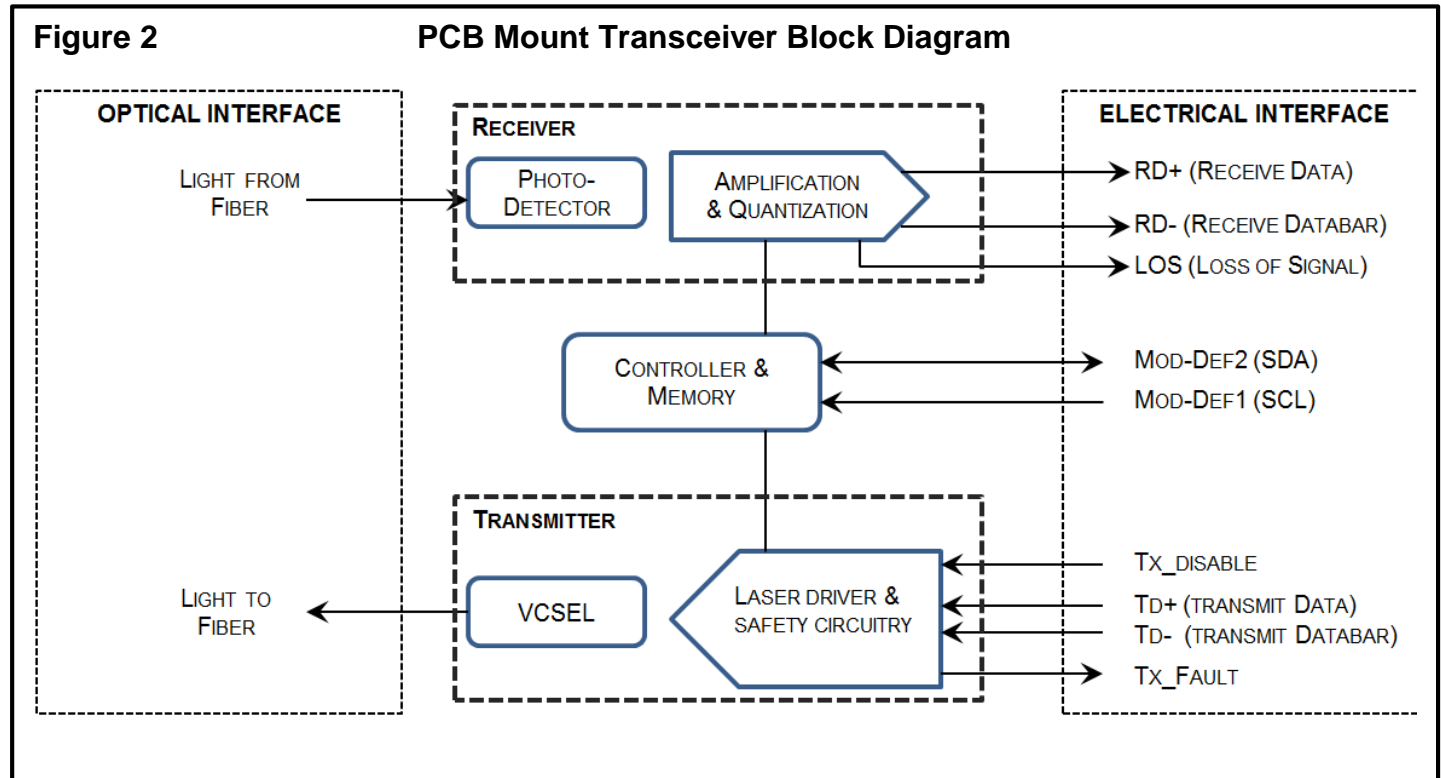 Figure 2 PCB Mount Transceiver Block Diagram
OPTICAL INTERFACE
LIGHT FROM
FIBER
LIGHT TO
FIBER
RECEIVER
PHOTO-
DETECTOR
AMPLIFICATION
& QUANTIZATION
CONTROLLER &
MEMORY
TRANSMITTER
VCSEL
LASER DRIVER &
SAFETY CIRCUITRY
ELECTRICAL INTERFACE
RD+ (RECEIVE DATA)
RD- (RECEIVE DATABAR)
LOS (LOSS OF SIGNAL)
MOD-DEF2 (SDA)
MOD-DEF1 (SCL)
TX_DISABLE
TD+ (TRANSMIT DATA)
TD- (TRANSMIT DATABAR)
TX_FAULT